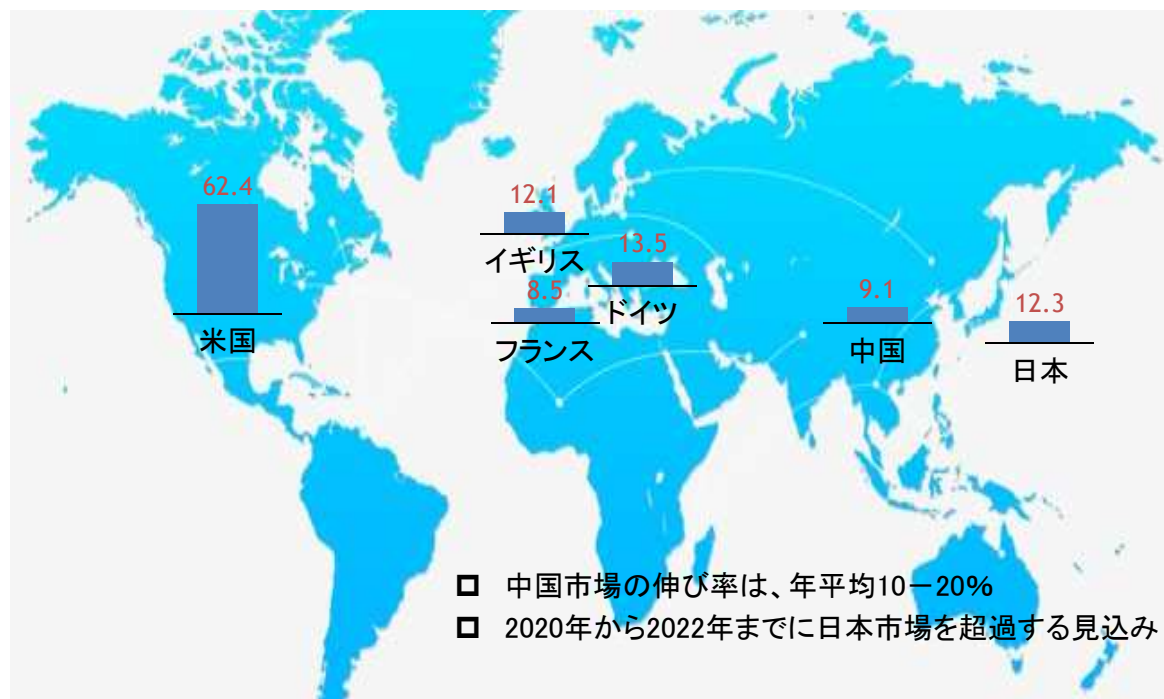 62.4
米国
12.1
イギリス
13.5
ドイツ
8.5
フランス
9.1
中国
12.3
日本
中国市場の伸び率は、年平均10－20%
2020年から2022年までに日本市場を超過する見込み